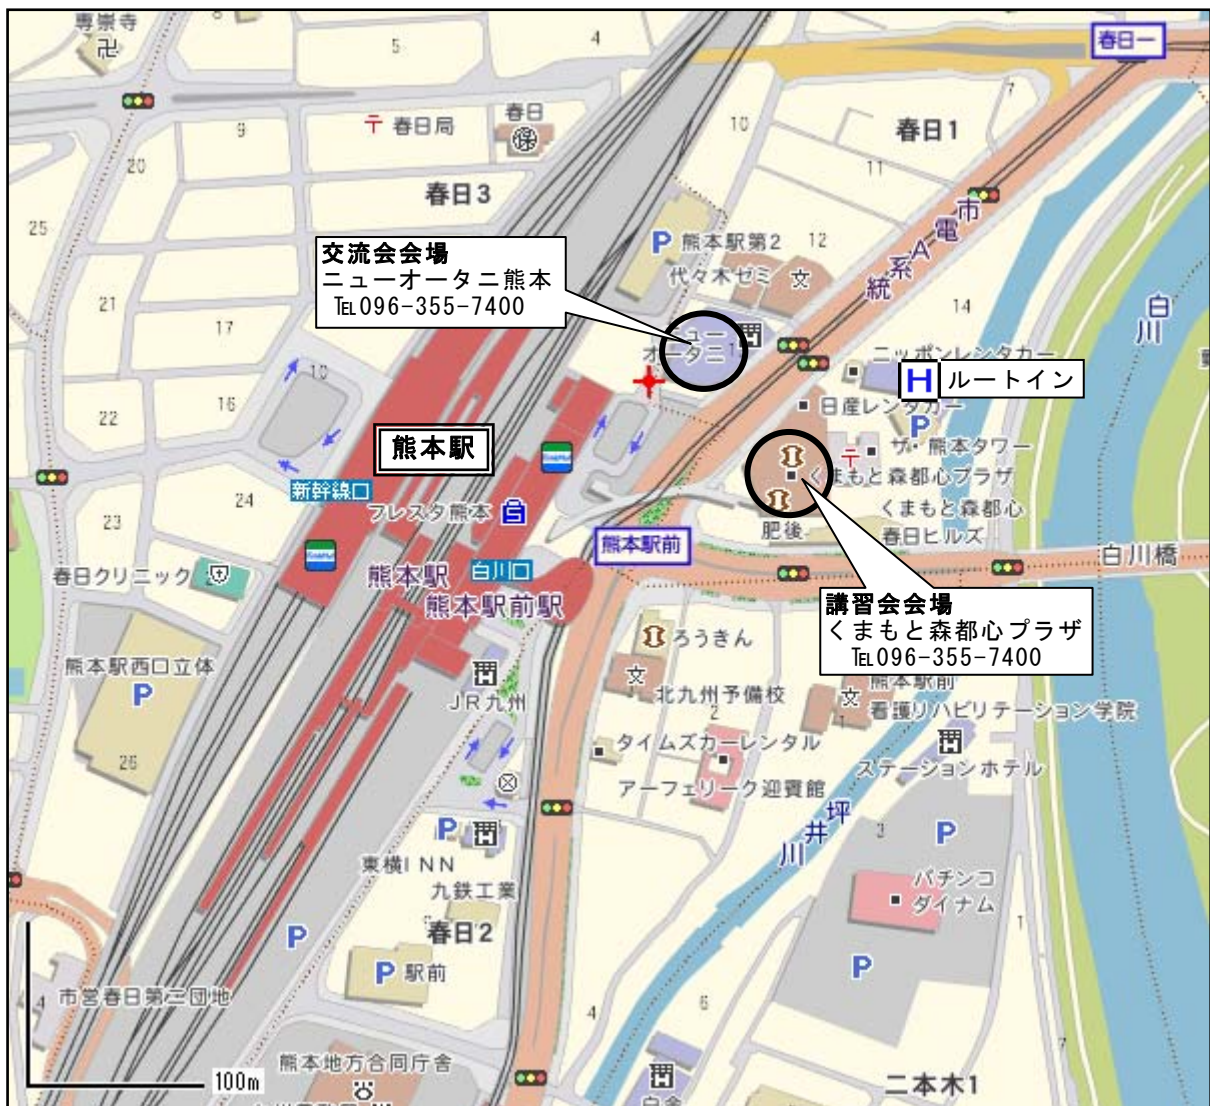 専崇寺
5
4
春日一
7
9
〒 春日局
春日
10
春日1
11
20
春日3
25
市電A系統
P 熊本駅第2
12
代々木ゼミ
交流会会場
ニューオータニ熊本
℡096-355-7400
21
17
14
白川
ニュー
オータニ
ニッポンレンタカー
H ルートイン
10
16
22
日産レンタカー
P
熊本駅
〒
ザ・熊本タワー
くまもと森都心プラザ
新幹線口
24
フレスタ熊本
23
くまもと森都心
肥後
春日ヒルズ
熊本駅前
白川橋
春日クリニック
熊本駅
白川口
熊本駅前駅
講習会会場
くまもと森都心プラザ
℡096-355-7400
ろうきん
熊本駅西口立体
P
JR九州
北九州予備校
2
熊本駅前
看護リハビリテーション学院
1
26
タイムズカーレンタル
アーフェリーク迎賓館
ステーションホテル
坪井川
3
P
P
東横INN
九鉄工業
パチンコ
ダイナム
春日2
P
P 駅前
P
1
市営春日第二団地
4
4
6
7
100m
熊本地方合同庁舎
二本木1